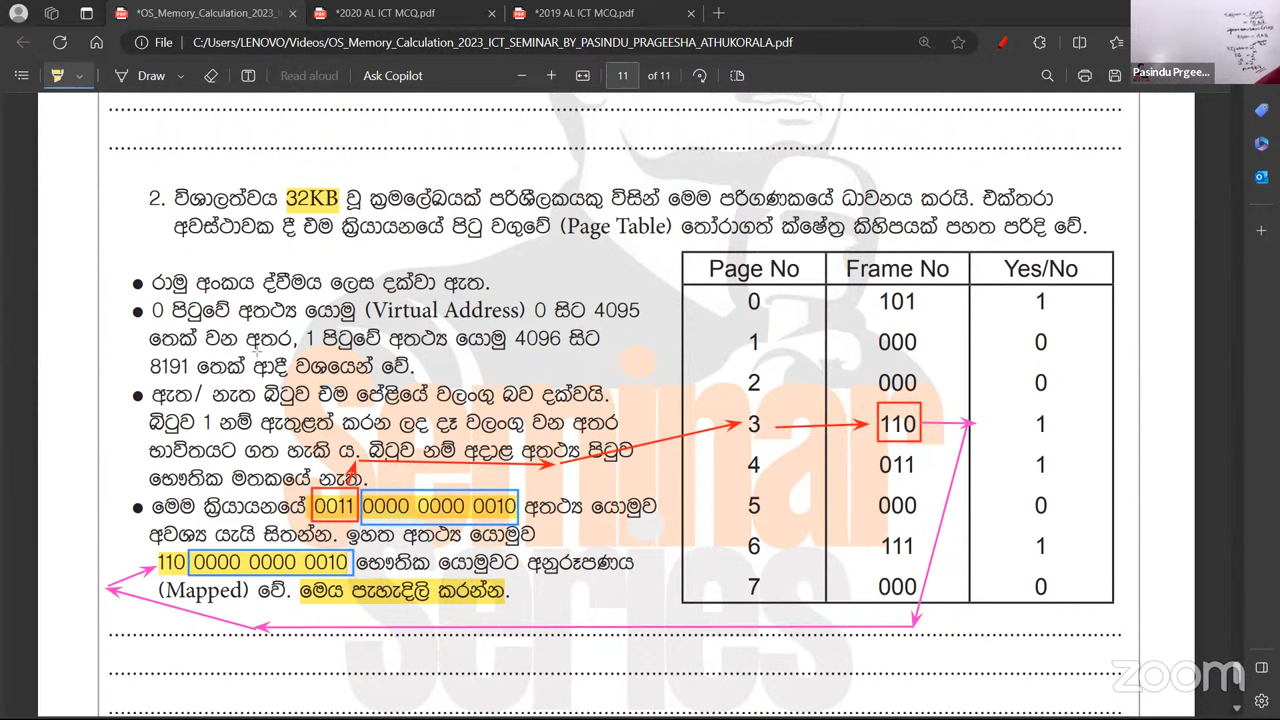 *OS_Memory_Calculation_2023_I
*2020 AL ICT MCQ.pdf
*2019 AL ICT MCQ.pdf
File
C:/Users/LENOVO/Videos/OS_Memory_Calculation_2023_ICT_SEMINAR_BY_PASINDU_PRAGEESHA_ATHUKORALA.pdf
Draw
Read aloud
Ask Copilot
11
of 11
Pasindu Prgee...
2. විශාලත්වය 32KB වූ ක්‍රමලේඛයක් පරිශීලකයකු විසින් මෙම පරිගණකයේ ධාවනය කරයි. එක්තරා
අවස්ථාවක දී එම ක්‍රියායනයේ පිටු වගුවේ (Page Table) තෝරාගත් ක්ෂේත්‍ර කිහිපයක් පහත පරිදි වේ.
● රාමු අංකය ද්වීමය ලෙස දක්වා ඇත.
● 0 පිටුවේ අතථ්‍ය යොමු (Virtual Address) 0 සිට 4095
තෙක් වන අතර, 1 පිටුවේ අතථ්‍ය යොමු 4096 සිට
8191 තෙක් ආදී වශයෙන් වේ.
● ඇත/ නැත බිටුව එම පේළියේ වලංගු බව දක්වයි.
බිටුව 1 නම් ඇතුළත් කරන ලද දෑ වලංගු වන අතර
භාවිතයට ගත හැකි ය. බිටුව නම් අදාළ අතථ්‍ය පිටුව
භෞතික මතකයේ නැත.
● මෙම ක්‍රියායනයේ 0011 0000 0000 0010 අතථ්‍ය යොමුව
අවශ්‍ය යැයි සිතන්න. ඉහත අතථ්‍ය යොමුව
110 0000 0000 0010 භෞතික යොමුවට අනුරූපණය
(Mapped) වේ. මෙය පැහැදිලි කරන්න.
Page No Frame No Yes/No
0 101 1
1 000 0
2 000 0
3 110 1
4 011 1
5 000 0
6 111 1
7 000 0
Seminar
Series
zoom